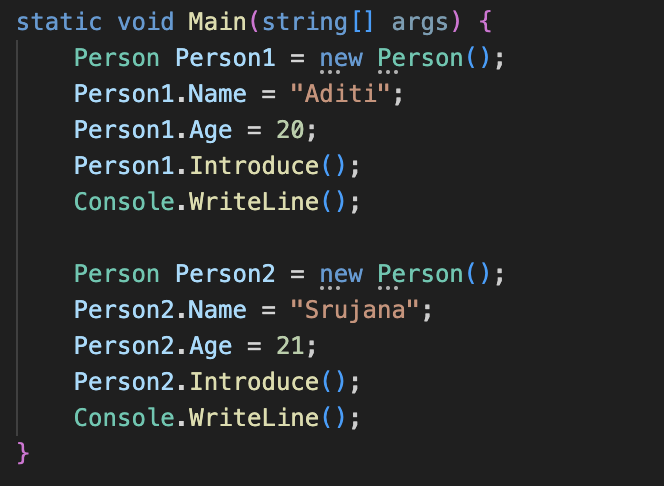 static void Main(string[] args) {
    Person Person1 = new Person();
    Person1.Name = "Aditi";
    Person1.Age = 20;
    Person1.Introduce();
    Console.WriteLine();

    Person Person2 = new Person();
    Person2.Name = "Srujana";
    Person2.Age = 21;
    Person2.Introduce();
    Console.WriteLine();
}